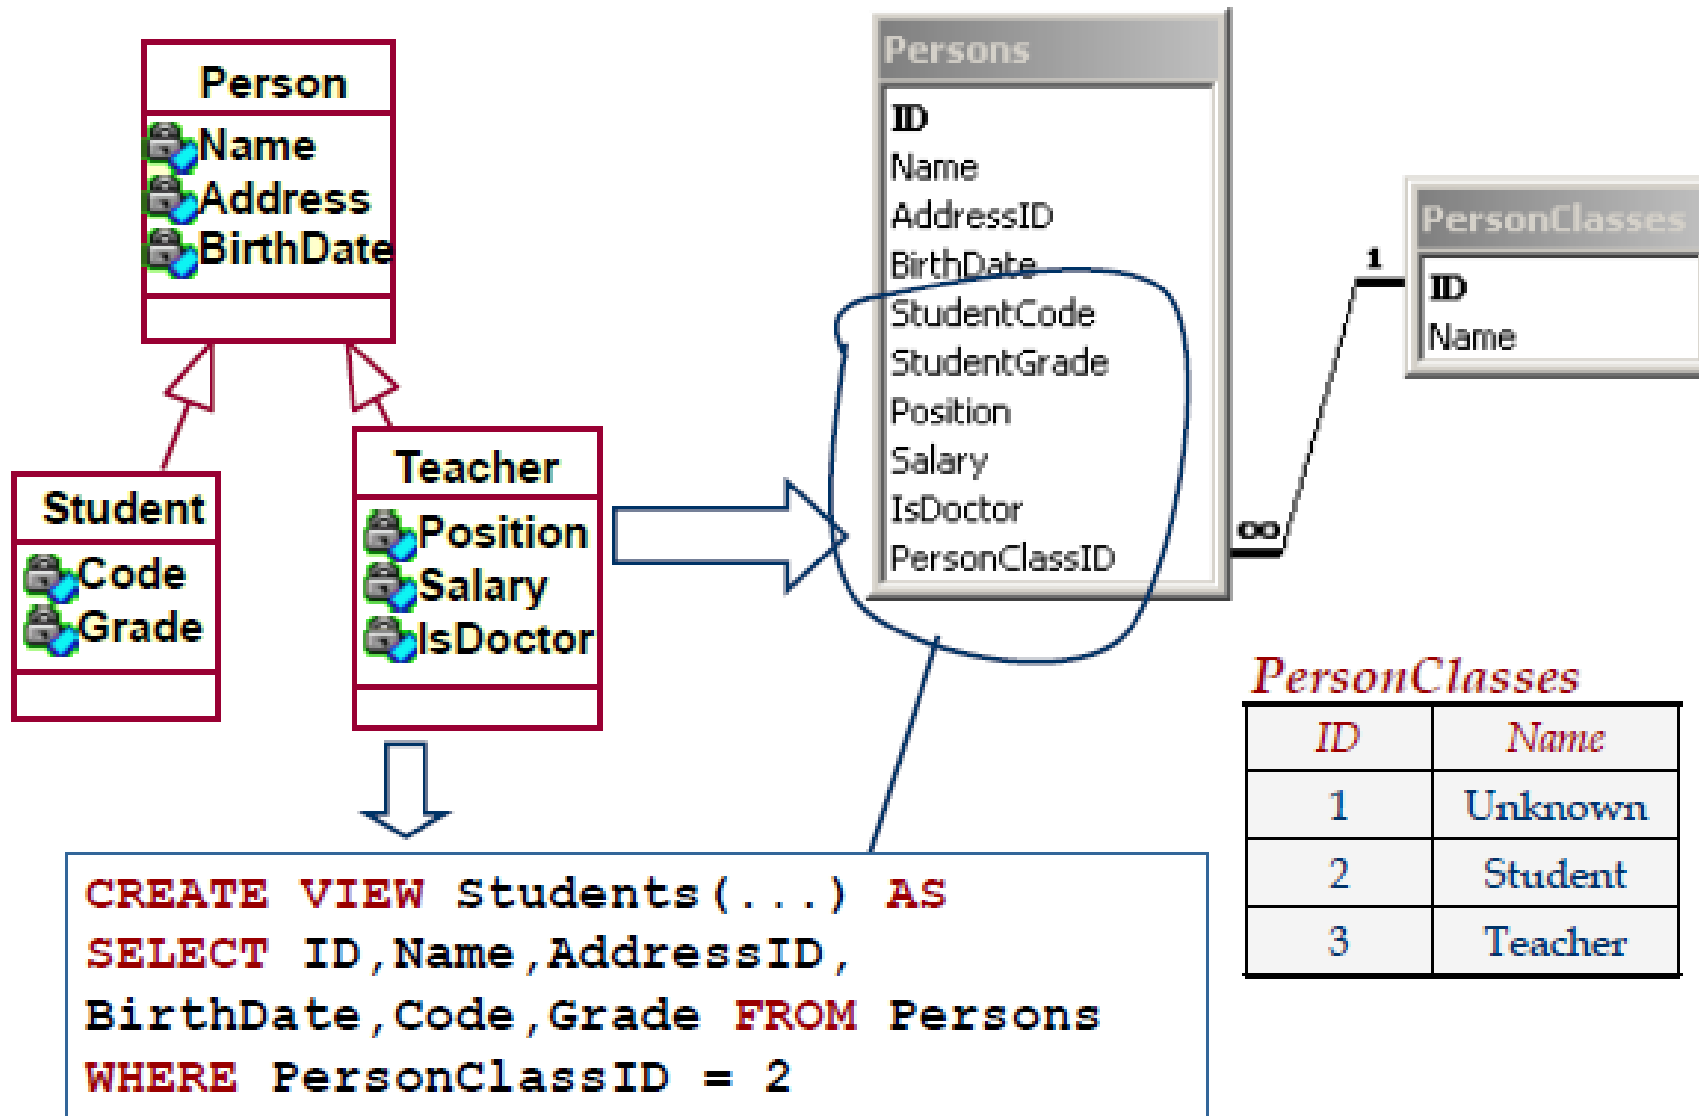 Person
Name
Address
BirthDate
Student
Code
Grade
Teacher
Position
Salary
IsDoctor
Persons
ID
Name
AddressID
BirthDate
StudentCode
StudentGrade
Position
Salary
IsDoctor
PersonClassID
1
∞
PersonClasses
ID
Name
PersonClasses
ID Name
1 Unknown
2 Student
3 Teacher
CREATE VIEW Students(...) AS
SELECT ID,Name,AddressID,
BirthDate,Code,Grade FROM Persons
WHERE PersonClassID = 2